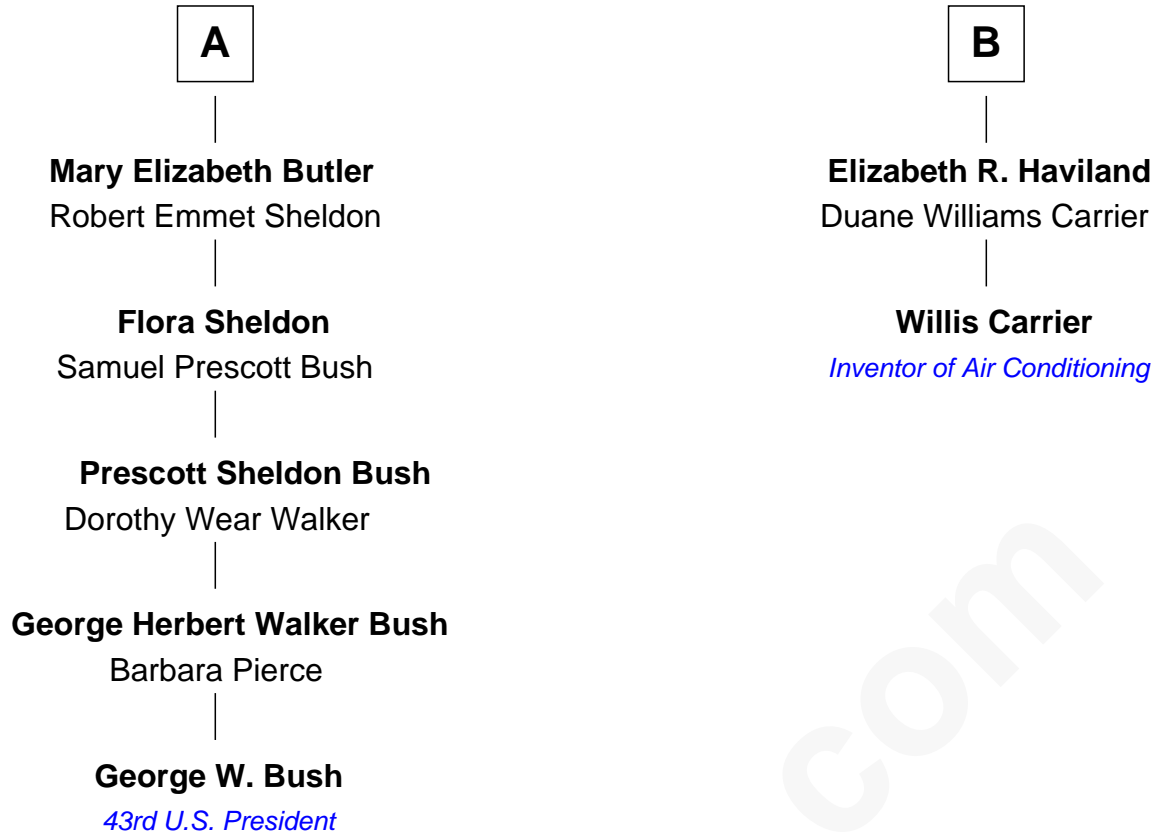 A
Mary Elizabeth Butler
Robert Emmet Sheldon
Flora Sheldon
Samuel Prescott Bush
Prescott Sheldon Bush
Dorothy Wear Walker
George Herbert Walker Bush
Barbara Pierce
George W. Bush
43rd U.S. President
B
Elizabeth R. Haviland
Duane Williams Carrier
Willis Carrier
Inventor of Air Conditioning
com